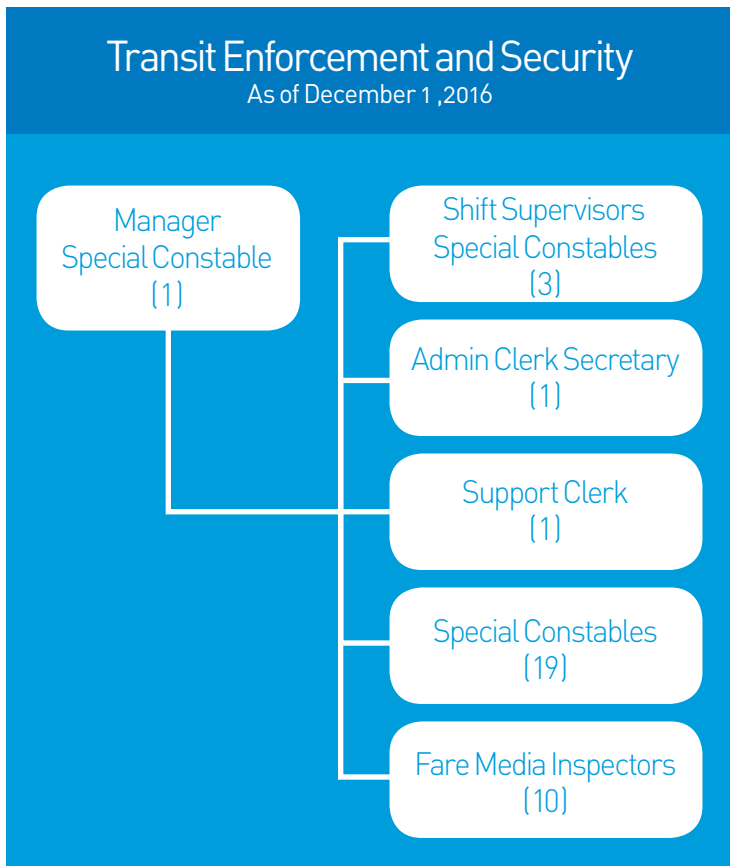 Transit Enforcement and Security
As of December 1 ,2016
Manager
Special Constable
(1)
Shift Supervisors
Special Constables
(3)
Admin Clerk Secretary
(1)
Support Clerk
(1)
Special Constables
(19)
Fare Media Inspectors
(10)